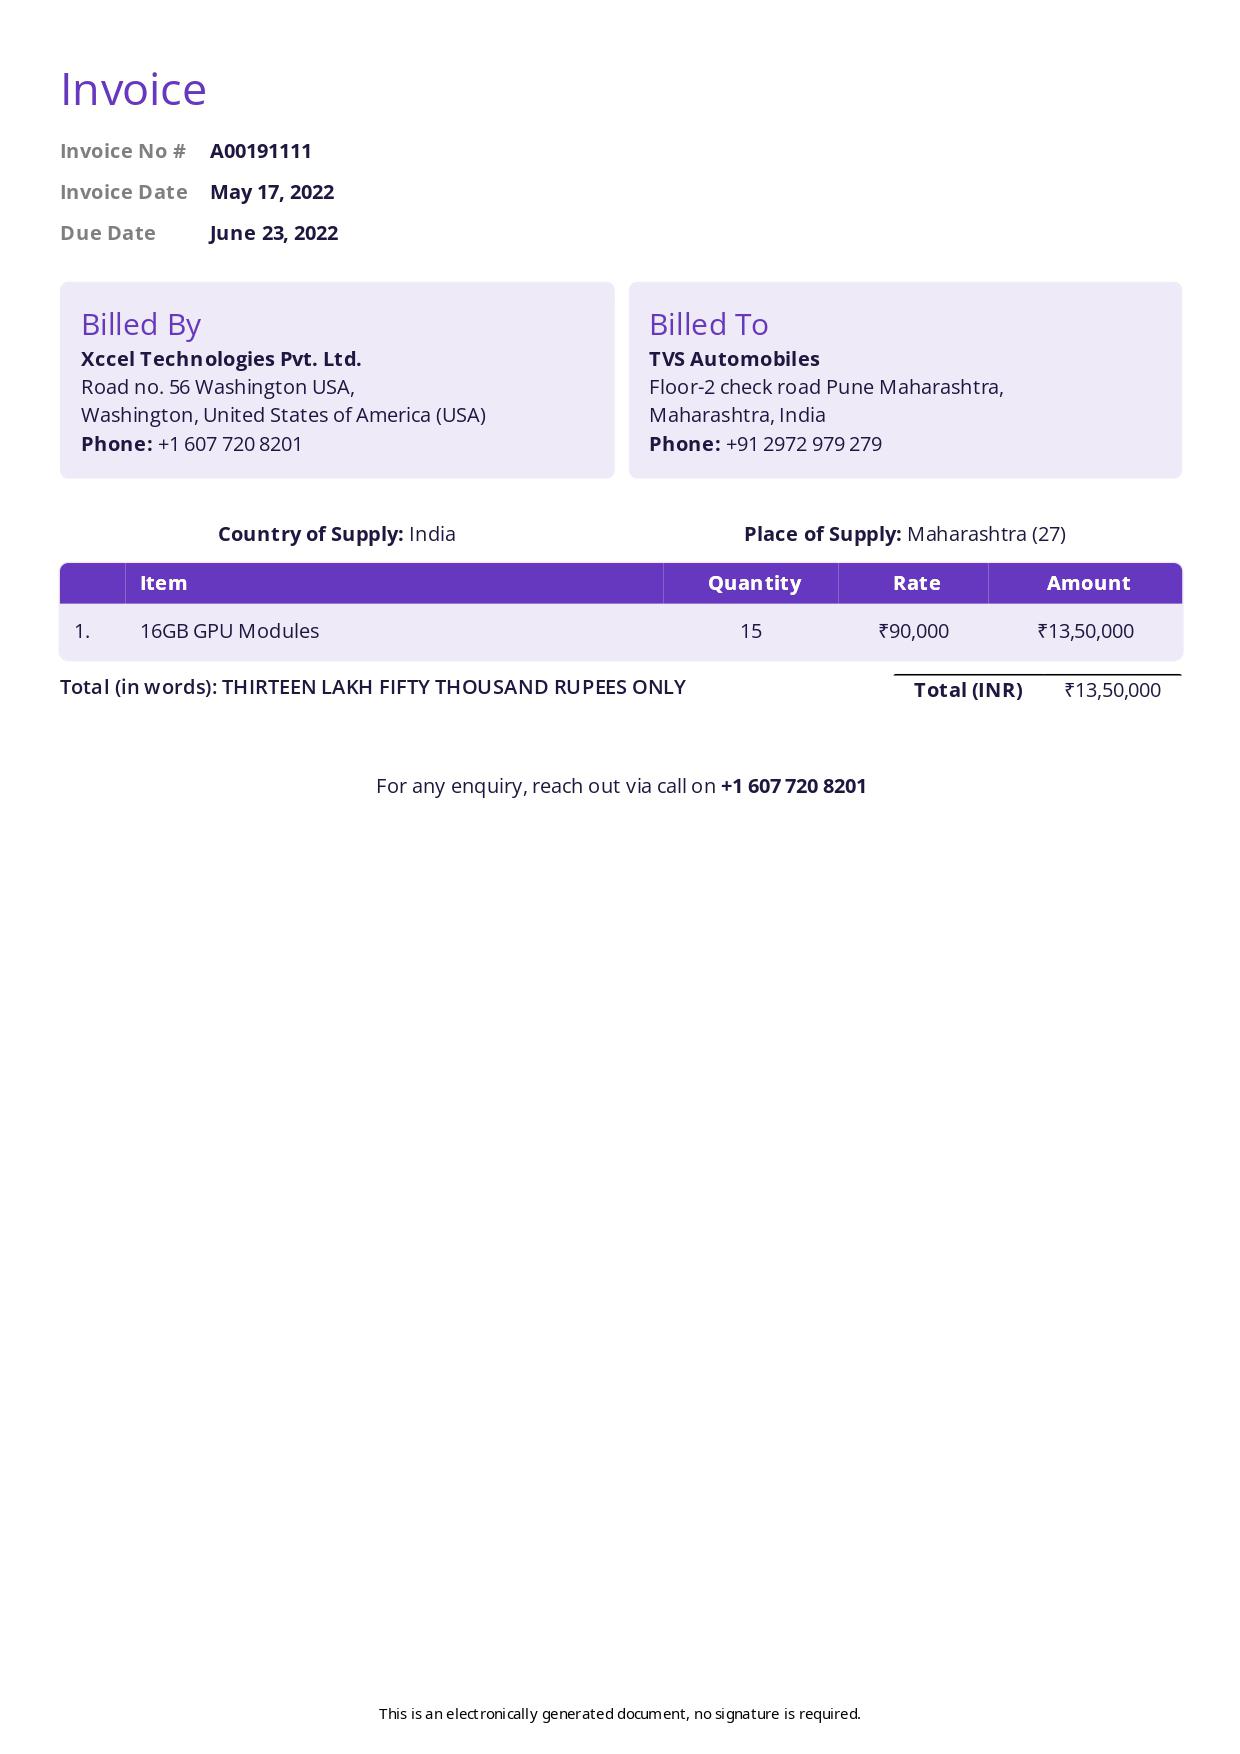 Invoice
Invoice No # A00191111
Invoice Date May 17, 2022
Due Date June 23, 2022
Billed By
Xccel Technologies Pvt. Ltd.
Road no. 56 Washington USA,
Washington, United States of America (USA)
Phone: +1 607 720 8201
Billed To
TVS Automobiles
Floor-2 check road Pune Maharashtra,
Maharashtra, India
Phone: +91 2972 979 279
Country of Supply: India
Place of Supply: Maharashtra (27)
Item Quantity Rate Amount
1. 16GB GPU Modules 15 ₹90,000 ₹13,50,000
Total (in words): THIRTEEN LAKH FIFTY THOUSAND RUPEES ONLY
Total (INR) ₹13,50,000
For any enquiry, reach out via call on +1 607 720 8201
This is an electronically generated document, no signature is required.